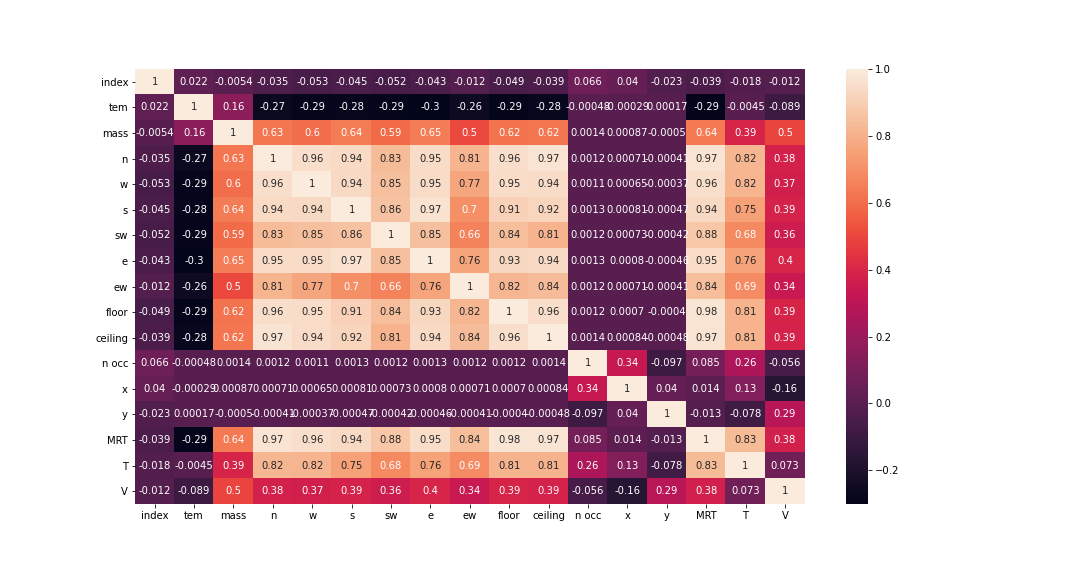 index 1 0.022 -0.0054 -0.035 -0.053 -0.045 -0.052 -0.043 -0.012 -0.049 -0.039 0.066 0.04 -0.023 -0.039 -0.018 -0.012
tem 0.022 1 0.16 -0.27 -0.29 -0.28 -0.29 -0.3 -0.26 -0.29 -0.28 -0.00048 -0.00029 0.00017 -0.29 -0.0045 -0.089
mass -0.0054 0.16 1 0.63 0.6 0.64 0.59 0.65 0.5 0.62 0.62 0.0014 0.00087 -0.0005 0.64 0.39 0.5
n -0.035 -0.27 0.63 1 0.96 0.94 0.83 0.95 0.81 0.96 0.97 0.0012 0.00071 -0.00041 0.97 0.82 0.38
w -0.053 -0.29 0.6 0.96 1 0.94 0.85 0.95 0.77 0.95 0.94 0.0011 0.00065 -0.00037 0.96 0.82 0.37
s -0.045 -0.28 0.64 0.94 0.94 1 0.86 0.97 0.7 0.91 0.92 0.0013 0.00081 -0.00047 0.94 0.75 0.39
sw -0.052 -0.29 0.59 0.83 0.85 0.86 1 0.85 0.66 0.84 0.81 0.0012 0.00073 -0.00042 0.88 0.68 0.36
e -0.043 -0.3 0.65 0.95 0.95 0.97 0.85 1 0.76 0.93 0.94 0.0013 0.0008 -0.00046 0.95 0.76 0.4
ew -0.012 -0.26 0.5 0.81 0.77 0.7 0.66 0.76 1 0.82 0.84 0.0012 0.00071 -0.00041 0.84 0.69 0.34
floor -0.049 -0.29 0.62 0.96 0.95 0.91 0.84 0.93 0.82 1 0.96 0.0012 0.0007 -0.0004 0.98 0.81 0.39
ceiling -0.039 -0.28 0.62 0.97 0.94 0.92 0.81 0.94 0.84 0.96 1 0.0014 0.00084 -0.00048 0.97 0.81 0.39
n occ 0.066 -0.00048 0.0014 0.0012 0.0011 0.0013 0.0012 0.0013 0.0012 0.0012 0.0014 1 0.34 -0.097 0.085 0.26 -0.056
x 0.04 -0.00029 0.00087 0.00071 0.00065 0.00081 0.00073 0.0008 0.00071 0.0007 0.00084 0.34 1 0.04 0.014 0.13 -0.16
y -0.023 0.00017 -0.0005 -0.00041 -0.00037 -0.00047 -0.00042 -0.00046 -0.00041 -0.0004 -0.00048 -0.097 0.04 1 -0.013 -0.078 0.29
MRT -0.039 -0.29 0.64 0.97 0.96 0.94 0.88 0.95 0.84 0.98 0.97 0.085 0.014 -0.013 1 0.83 0.38
T -0.018 -0.0045 0.39 0.82 0.82 0.75 0.68 0.76 0.69 0.81 0.81 0.26 0.13 -0.078 0.83 1 0.073
V -0.012 -0.089 0.5 0.38 0.37 0.39 0.36 0.4 0.34 0.39 0.39 -0.056 -0.16 0.29 0.38 0.073 1
index tem mass n w s sw e ew floor ceiling n occ x y MRT T V
1.0
0.8
0.6
0.4
0.2
0.0
−0.2